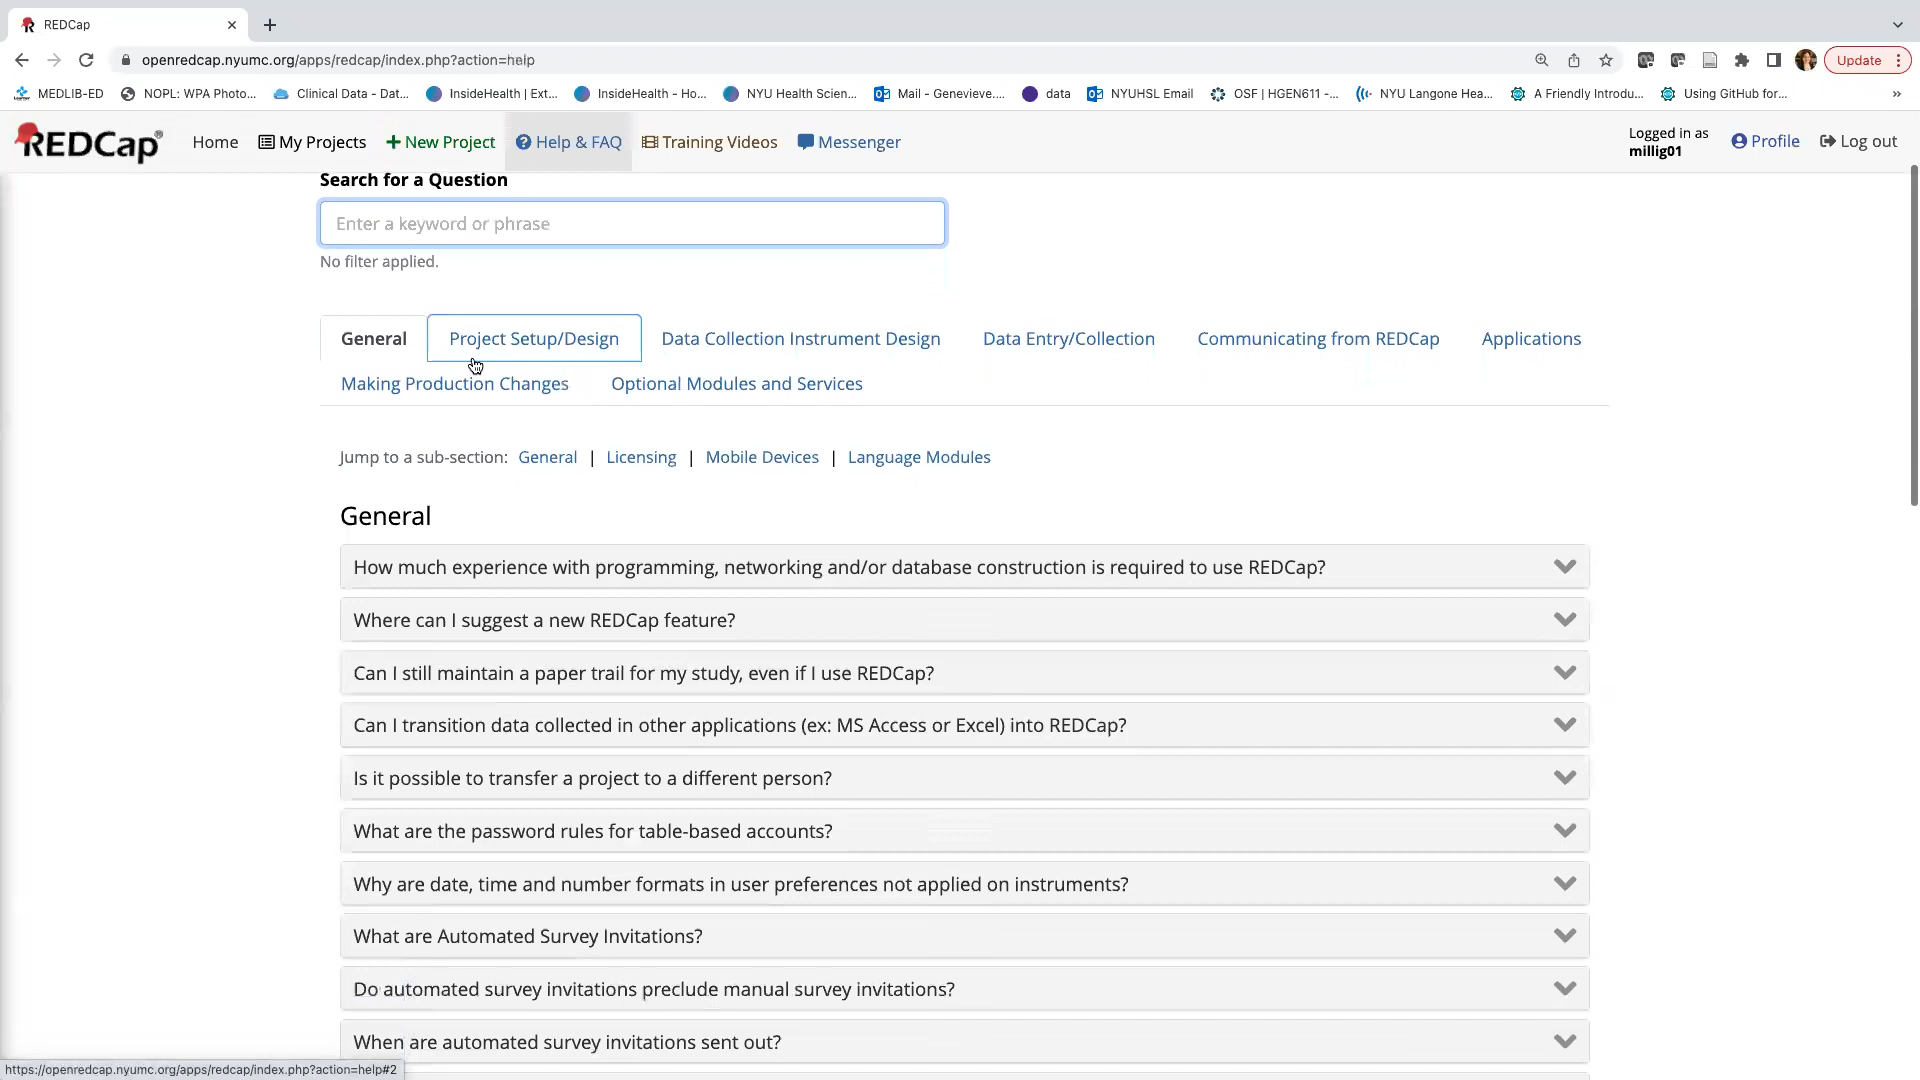 REDCap
openredcap.nyumc.org/apps/redcap/index.php?action=help
Update
MEDLIB-ED NOPL: WPA Photo... Clinical Data - Dat... InsideHealth | Ext... InsideHealth - Ho... NYU Health Scien... Mail - Genevieve.... data NYUHSL Email OSF | HGEN611 -... NYU Langone Hea... A Friendly Introdu... Using GitHub for... »
REDCap® Home My Projects New Project Help & FAQ Training Videos Messenger Logged in as millig01 Profile Log out
Search for a Question
Enter a keyword or phrase
No filter applied.
General Project Setup/Design Data Collection Instrument Design Data Entry/Collection Communicating from REDCap Applications
Making Production Changes Optional Modules and Services
Jump to a sub-section: General | Licensing | Mobile Devices | Language Modules
General
How much experience with programming, networking and/or database construction is required to use REDCap?
Where can I suggest a new REDCap feature?
Can I still maintain a paper trail for my study, even if I use REDCap?
Can I transition data collected in other applications (ex: MS Access or Excel) into REDCap?
Is it possible to transfer a project to a different person?
What are the password rules for table-based accounts?
Why are date, time and number formats in user preferences not applied on instruments?
What are Automated Survey Invitations?
Do automated survey invitations preclude manual survey invitations?
When are automated survey invitations sent out?
https://openredcap.nyumc.org/apps/redcap/index.php?action=help#2